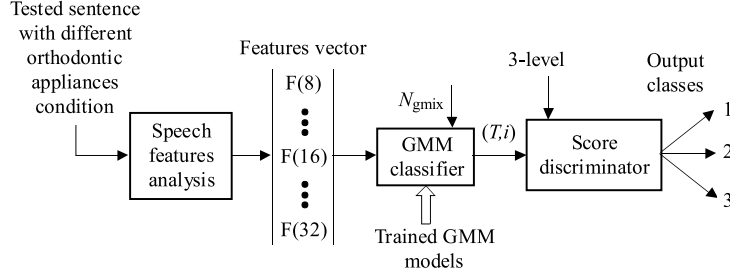 Tested sentence
with different
orthodontic
appliances
condition
Speech
features
analysis
Features vector
F(8)
F(16)
F(32)
Ngmix
GMM
classifier
Trained GMM
models
(T,i)
3-level
Score
discriminator
Output
classes
1
2
3